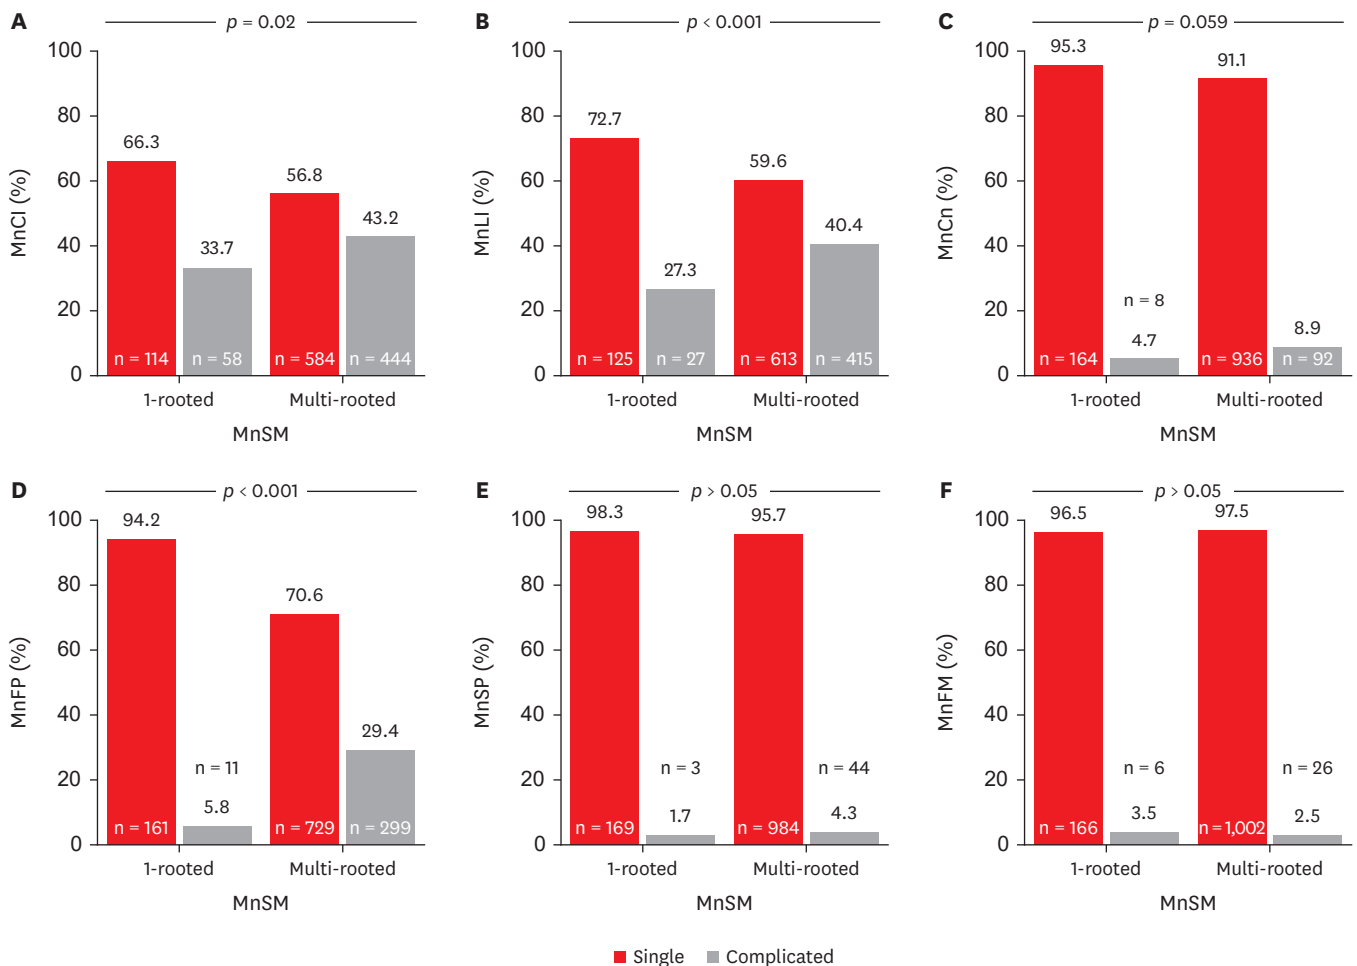 A
p = 0.02
100
80
60
40
20
0
MnCI (%)
66.3
33.7
56.8
43.2
n = 114
n = 58
n = 584
n = 444
1-rooted
Multi-rooted
MnSM
B
p < 0.001
100
80
60
40
20
0
MnLI (%)
72.7
27.3
59.6
40.4
n = 125
n = 27
n = 613
n = 415
1-rooted
Multi-rooted
MnSM
C
p = 0.059
100
80
60
40
20
0
MnCn (%)
95.3
n = 8
4.7
91.1
8.9
n = 164
n = 936
n = 92
1-rooted
Multi-rooted
MnSM
D
p < 0.001
100
80
60
40
20
0
MnFP (%)
94.2
n = 11
5.8
70.6
29.4
n = 161
n = 729
n = 299
1-rooted
Multi-rooted
MnSM
E
p > 0.05
100
80
60
40
20
0
MnSP (%)
98.3
n = 3
1.7
95.7
n = 44
4.3
n = 169
n = 984
1-rooted
Multi-rooted
MnSM
F
p > 0.05
100
80
60
40
20
0
MnFM (%)
96.5
n = 6
3.5
97.5
n = 26
2.5
n = 166
n = 1,002
1-rooted
Multi-rooted
MnSM
Single
Complicated